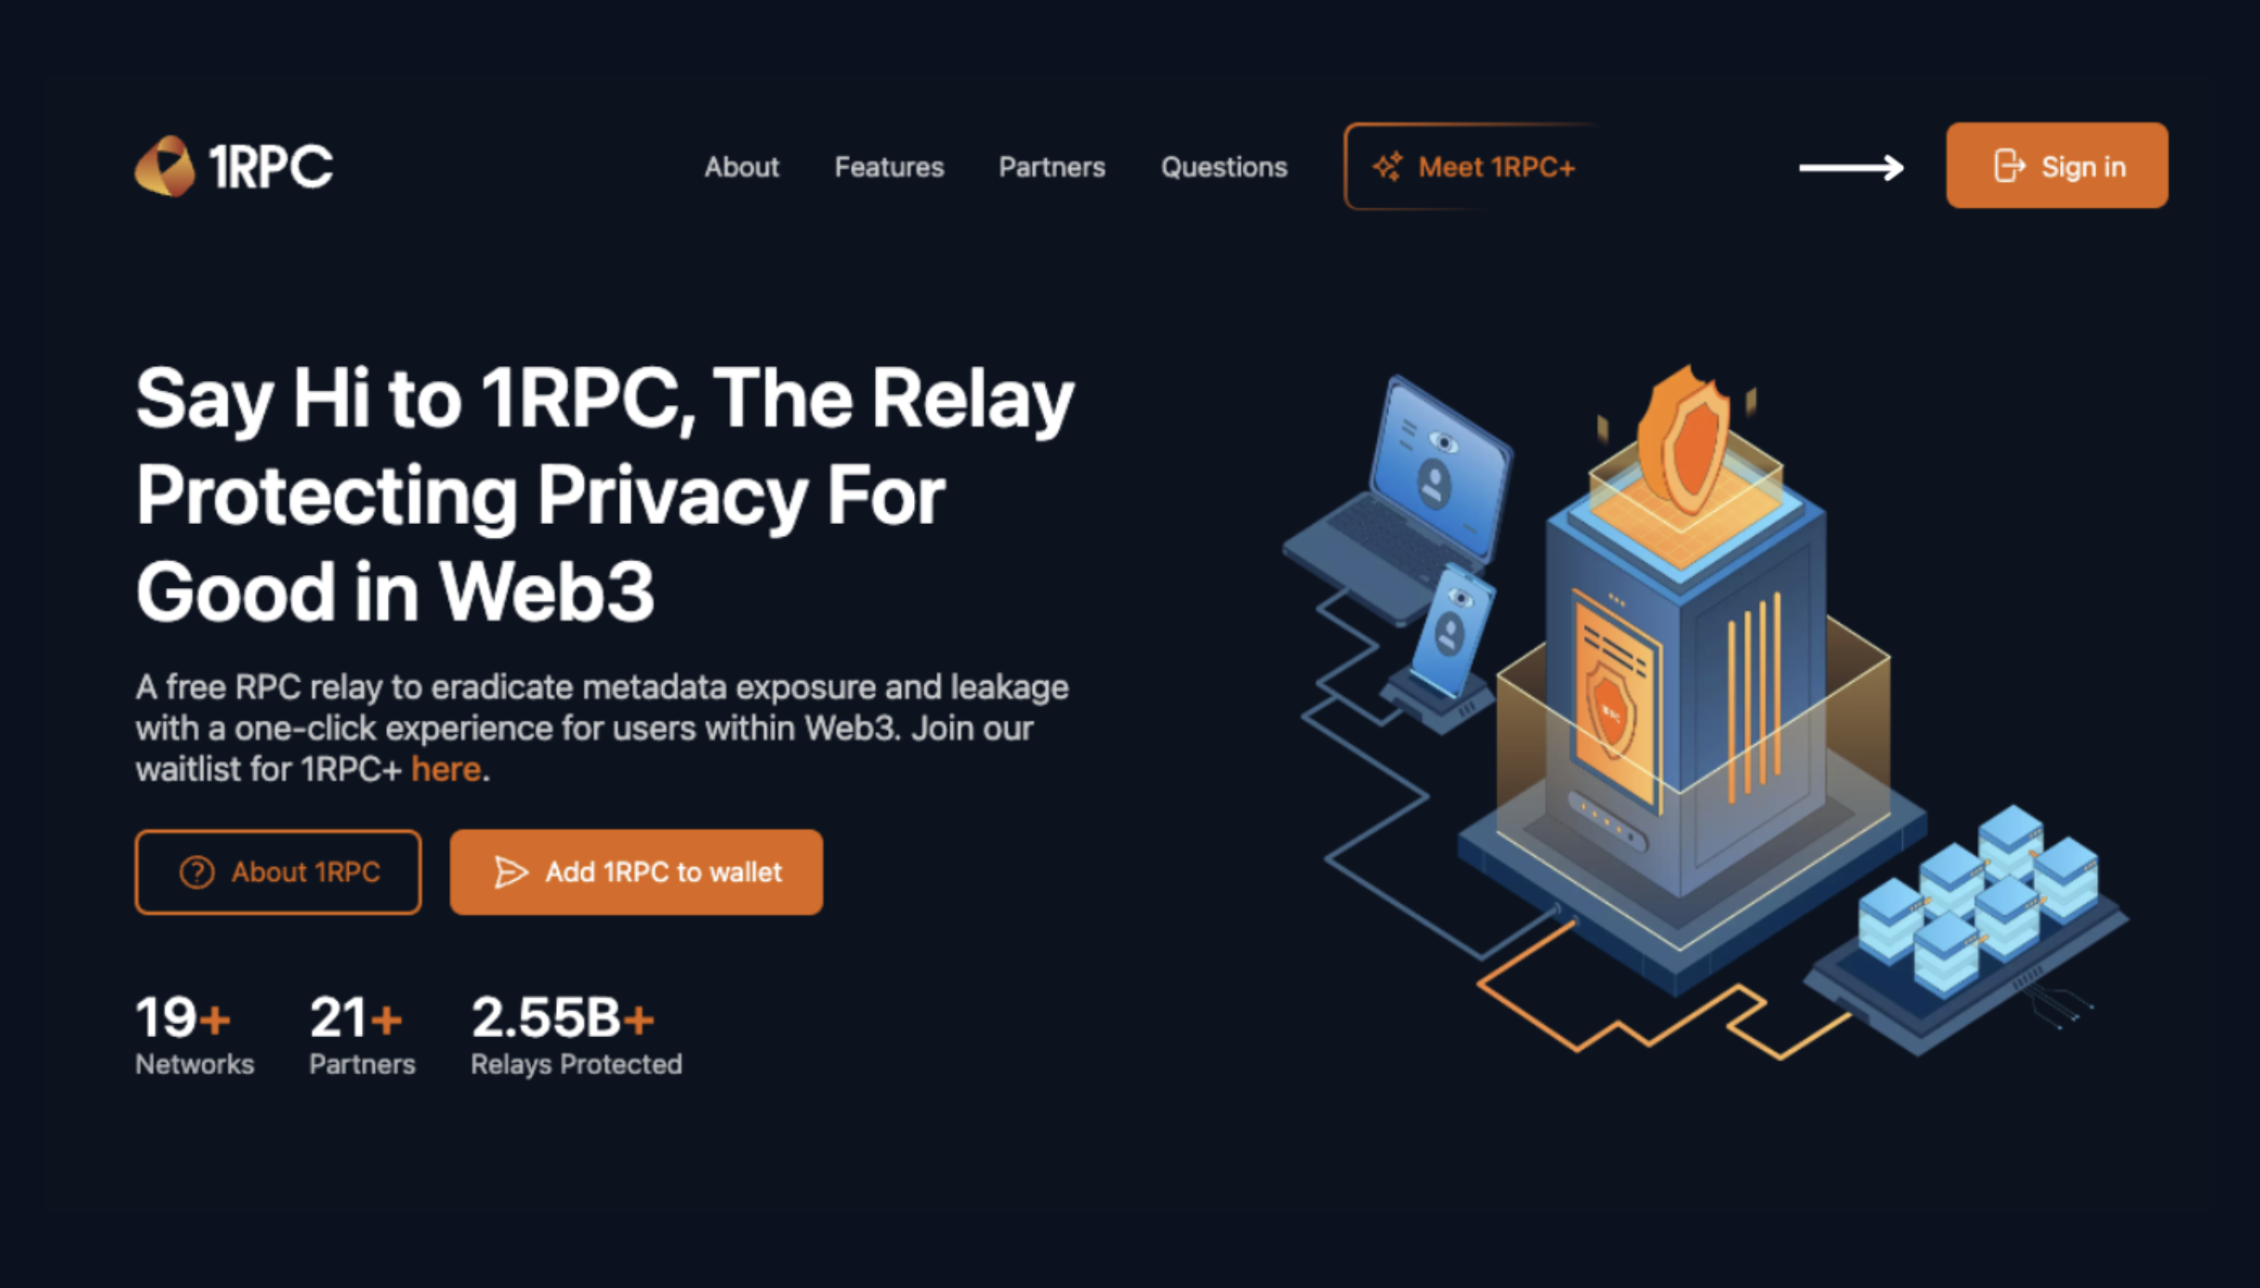 1RPC
About
Features
Partners
Questions
Meet 1RPC+
Sign in
Say Hi to 1RPC, The Relay
Protecting Privacy For
Good in Web3
A free RPC relay to eradicate metadata exposure and leakage
with a one-click experience for users within Web3. Join our
waitlist for 1RPC+ here.
About 1RPC
Add 1RPC to wallet
19+
Networks
21+
Partners
2.55B+
Relays Protected